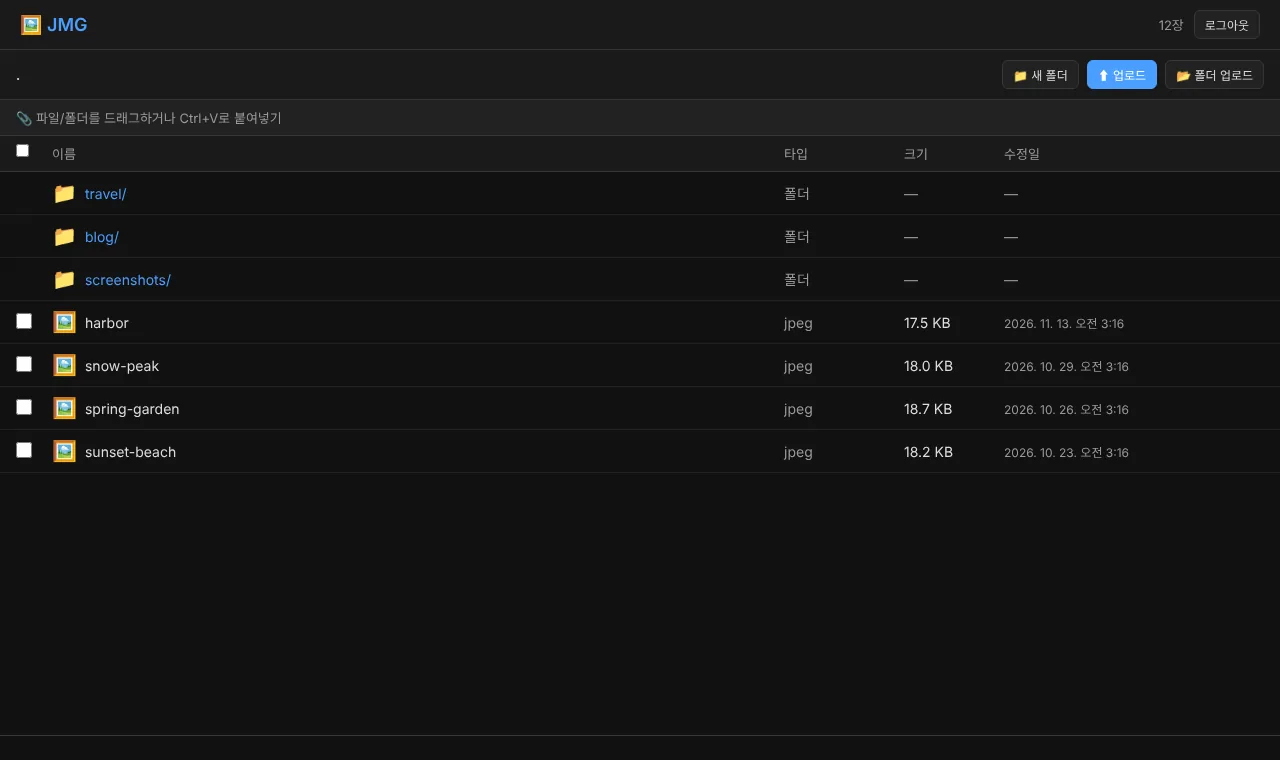 JMG
12장 로그아웃
.
새 폴더 업로드 폴더 업로드
파일/폴더를 드래그하거나 Ctrl+V로 붙여넣기
이름 타입 크기 수정일
travel/ 폴더 — —
blog/ 폴더 — —
screenshots/ 폴더 — —
harbor jpeg 17.5 KB 2026. 11. 13. 오전 3:16
snow-peak jpeg 18.0 KB 2026. 10. 29. 오전 3:16
spring-garden jpeg 18.7 KB 2026. 10. 26. 오전 3:16
sunset-beach jpeg 18.2 KB 2026. 10. 23. 오전 3:16